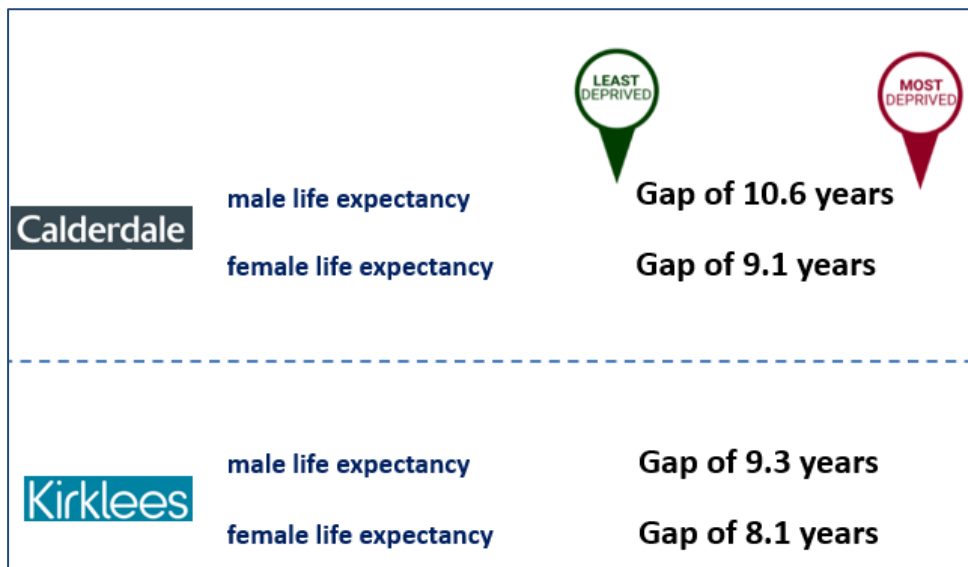 LEAST
DEPRIVED
MOST
DEPRIVED
male life expectancy
Gap of 10.6 years
Calderdale
female life expectancy
Gap of 9.1 years
male life expectancy
Gap of 9.3 years
Kirklees
female life expectancy
Gap of 8.1 years